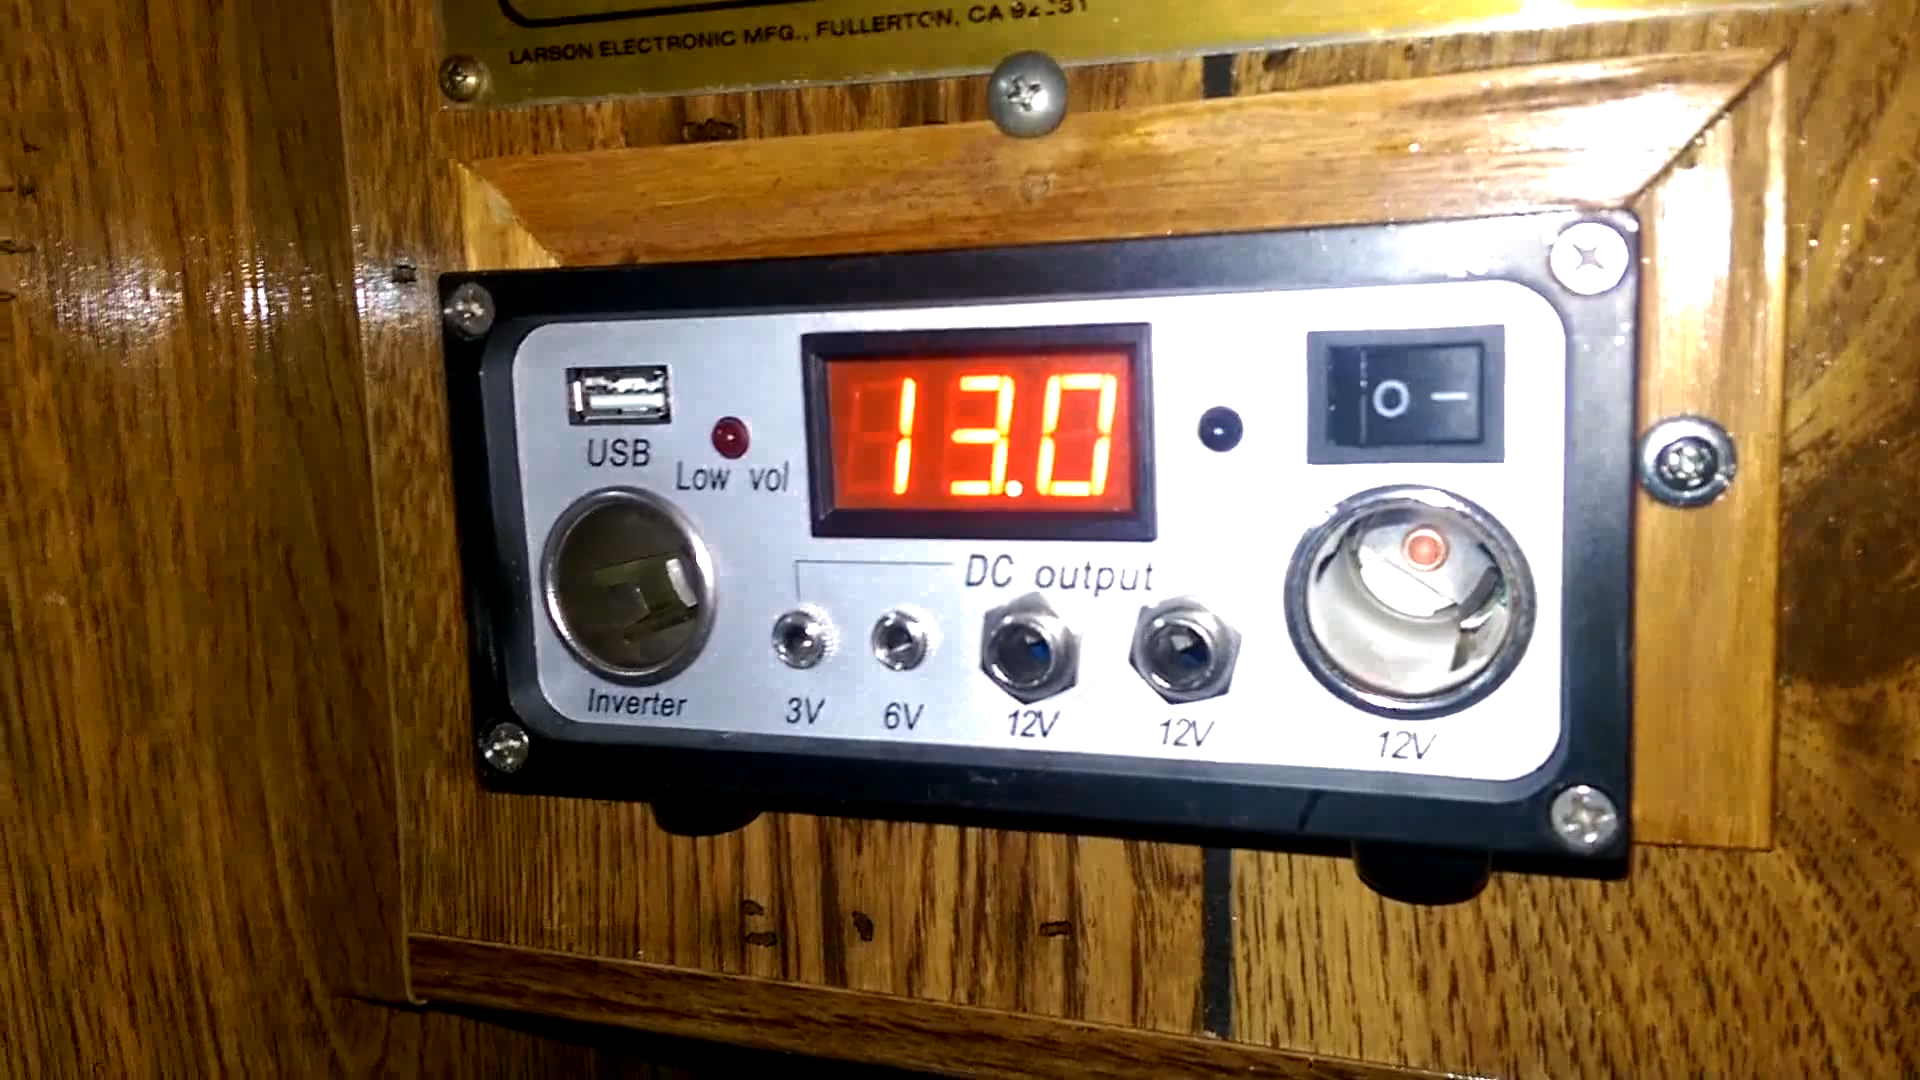 LARSON ELECTRONIC MFG., FULLERTON, CA
USB
Low vol
13.0
O —
DC output
Inverter
3V
6V
12V
12V
12V